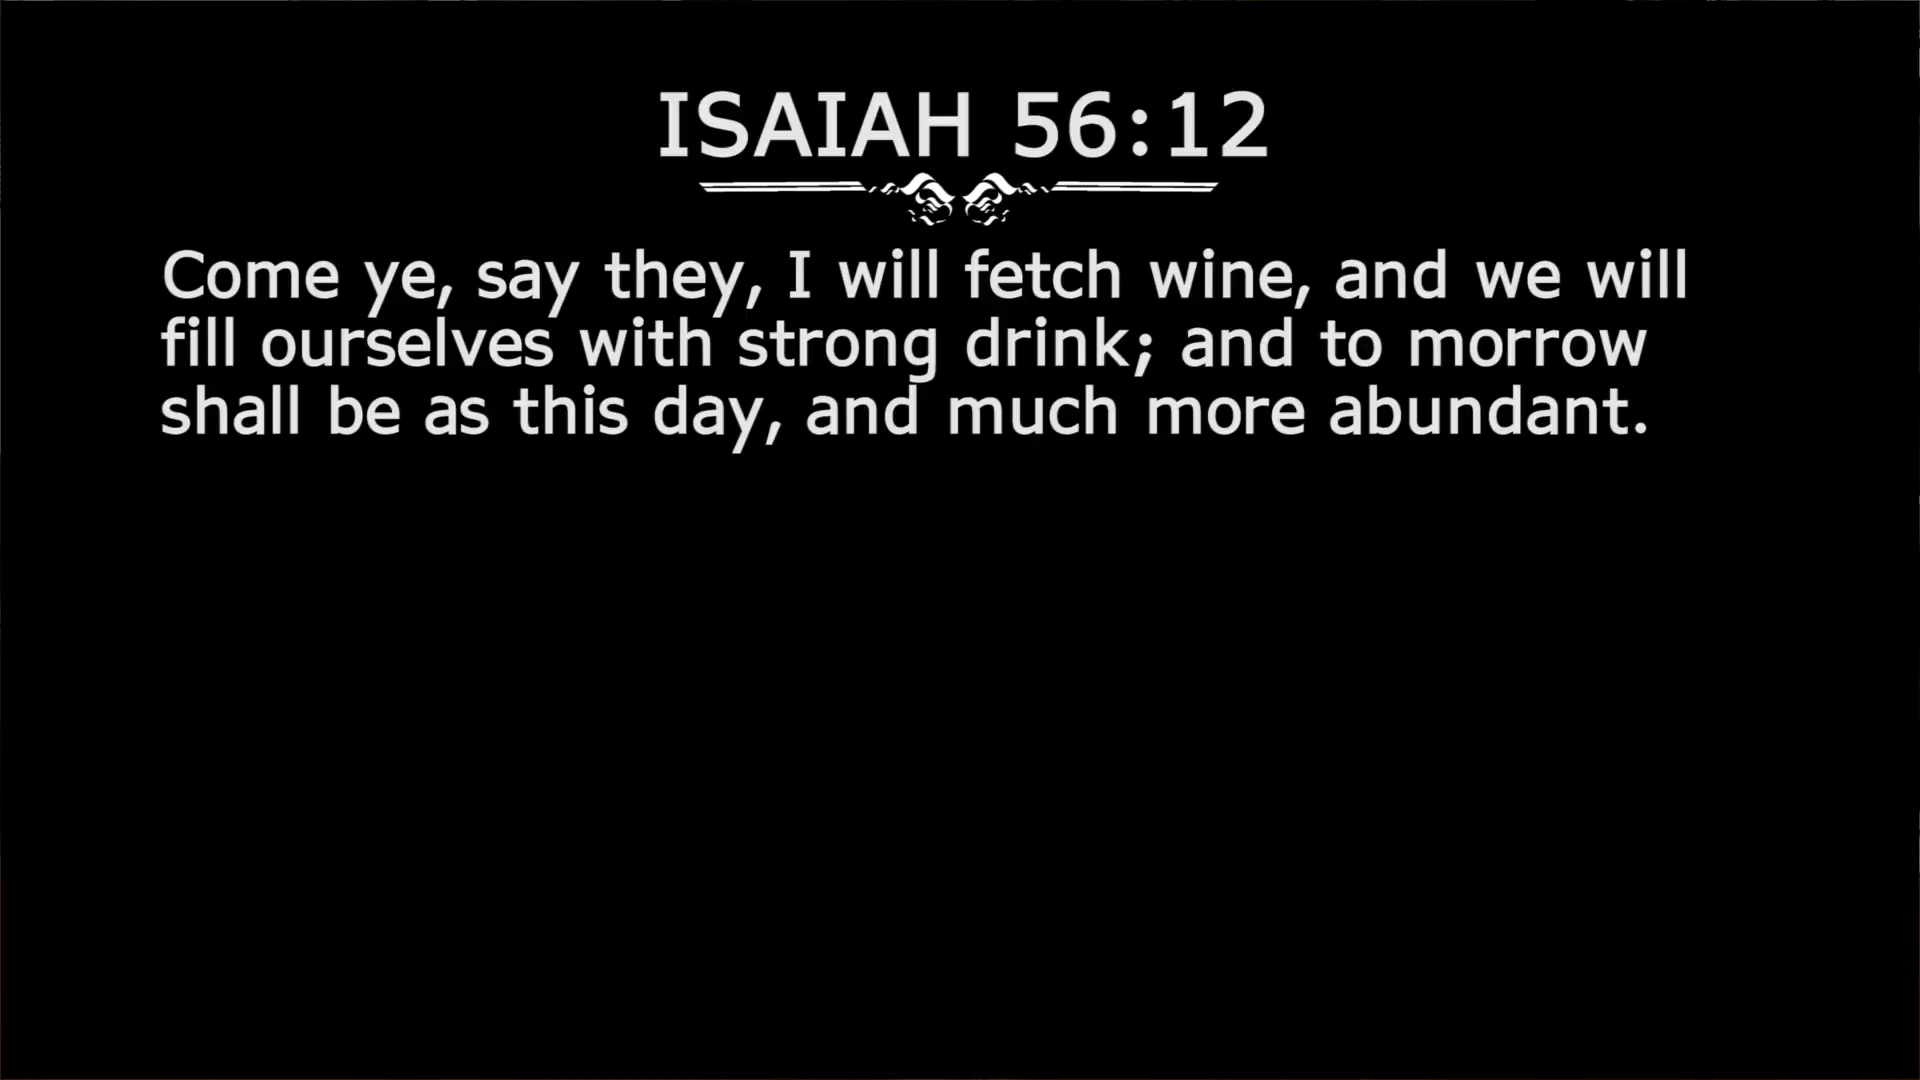 ISAIAH 56:12
Come ye, say they, I will fetch wine, and we will
fill ourselves with strong drink; and to morrow
shall be as this day, and much more abundant.